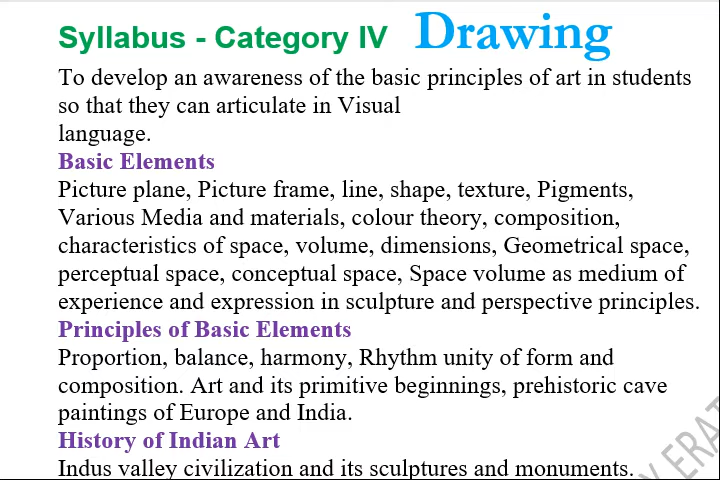 Syllabus - Category IV Drawing
To develop an awareness of the basic principles of art in students
so that they can articulate in Visual
language.
Basic Elements
Picture plane, Picture frame, line, shape, texture, Pigments,
Various Media and materials, colour theory, composition,
characteristics of space, volume, dimensions, Geometrical space,
perceptual space, conceptual space, Space volume as medium of
experience and expression in sculpture and perspective principles.
Principles of Basic Elements
Proportion, balance, harmony, Rhythm unity of form and
composition. Art and its primitive beginnings, prehistoric cave
paintings of Europe and India.
History of Indian Art
Indus valley civilization and its sculptures and monuments.